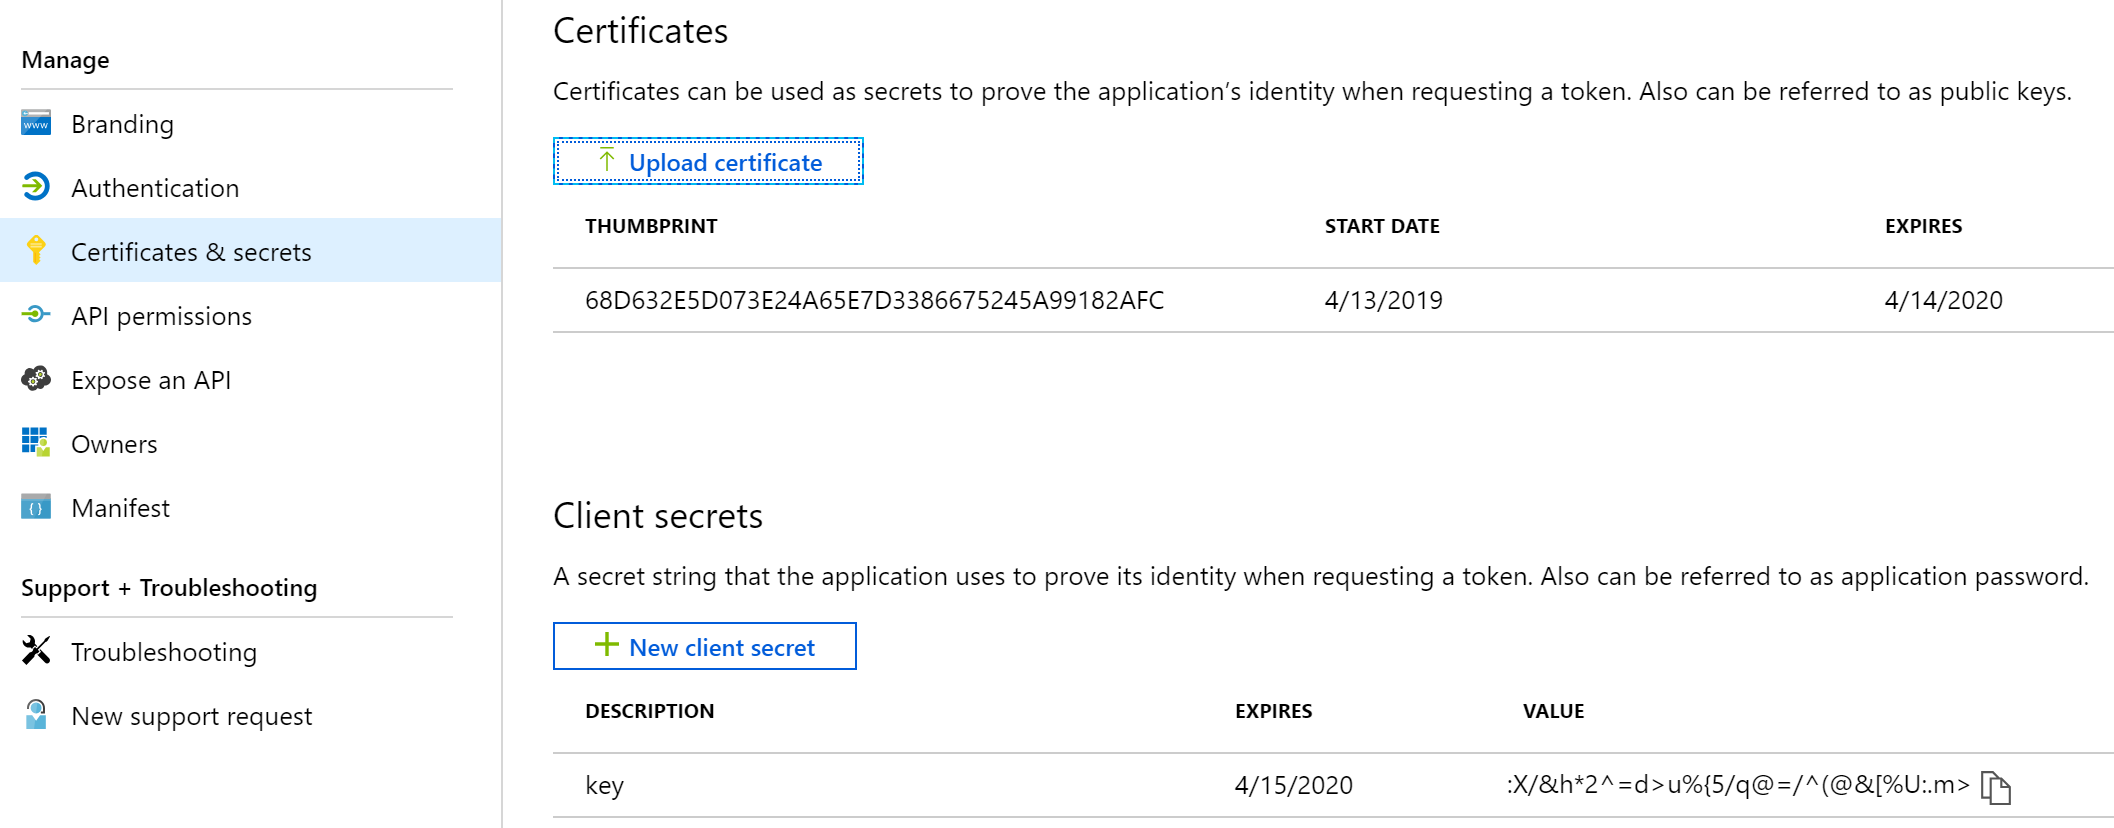 Manage
Branding
Authentication
Certificates & secrets
API permissions
Expose an API
Owners
Manifest
Support + Troubleshooting
Troubleshooting
New support request
Certificates
Certificates can be used as secrets to prove the application’s identity when requesting a token. Also can be referred to as public keys.
Upload certificate
THUMBPRINT START DATE EXPIRES
68D632E5D073E24A65E7D3386675245A99182AFC 4/13/2019 4/14/2020
Client secrets
A secret string that the application uses to prove its identity when requesting a token. Also can be referred to as application password.
New client secret
DESCRIPTION EXPIRES VALUE
key 4/15/2020 :X/&h*2^=d>u%{5/q@=/^(@&[%U:.m>